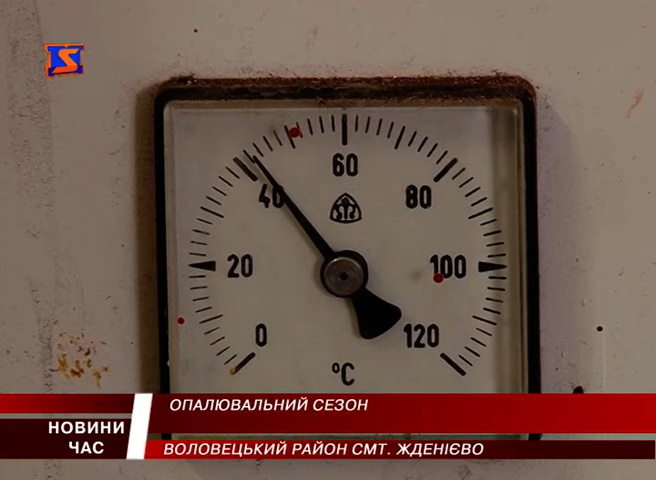 S
60
40
80
20
100
0
120
°C
ОПАЛЮВАЛЬНИЙ СЕЗОН
НОВИНИ
ЧАС
ВОЛОВЕЦЬКИЙ РАЙОН СМТ. ЖДЕНІЄВО